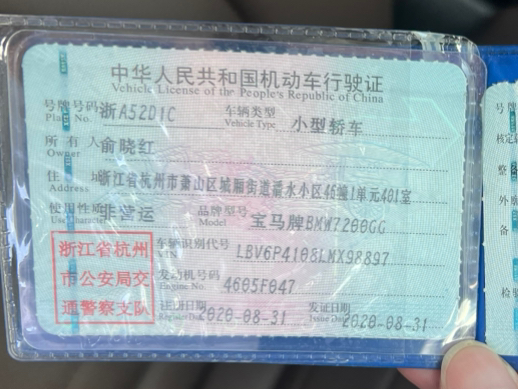 中华人民共和国机动车行驶证
Vehicle License of the People's Republic of China
号牌号码 浙A52D1C 车辆类型 小型轿车
Plate No. Vehicle Type
所有人 俞晓红
Owner
住址 浙江省杭州市萧山区城厢街道潇水小区46幢1单元401室
Address
使用性质 非营运 品牌型号 宝马牌BMW7200GG
Use Character Model
浙江省杭州 车辆识别代号 LBV6P4108LMX98897
VIN
市公安局交 发动机号码 4605F047
Engine No.
通警察支队 注册日期 2020-08-31 发证日期 2020-08-31
Register Date Issue Date